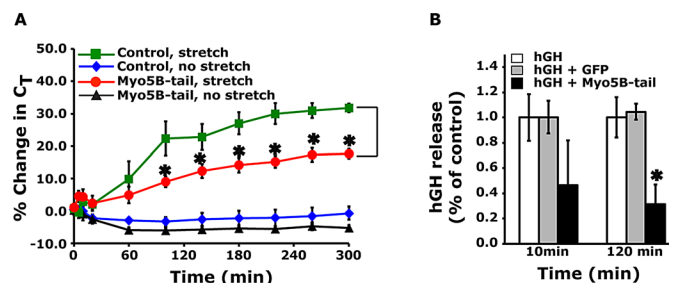 A
% Change in CT
50.0
40.0
30.0
20.0
10.0
0.0
-10.0
Control, stretch
Control, no stretch
Myo5B-tail, stretch
Myo5B-tail, no stretch
* * * * * *
0 60 120 180 240 300
Time (min)
B
hGH release
(% of control)
1.4
1.2
1.0
0.8
0.6
0.4
0.2
0.0
hGH
hGH + GFP
hGH + Myo5B-tail
*
10min 120 min
Time (min)